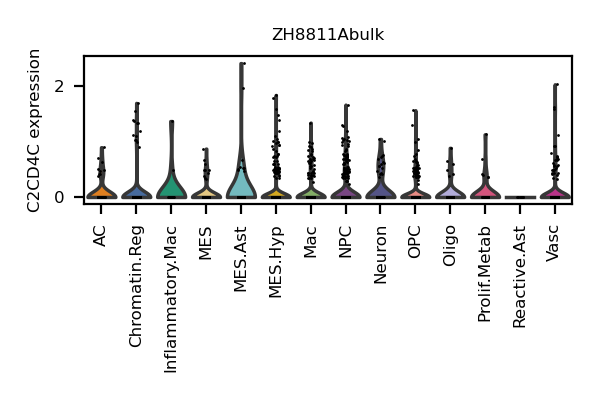 ZH8811Abulk
C2CD4C expression
2
0
AC
Chromatin.Reg
Inflammatory.Mac
MES
MES.Ast
MES.Hyp
Mac
NPC
Neuron
OPC
Oligo
Prolif.Metab
Reactive.Ast
Vasc